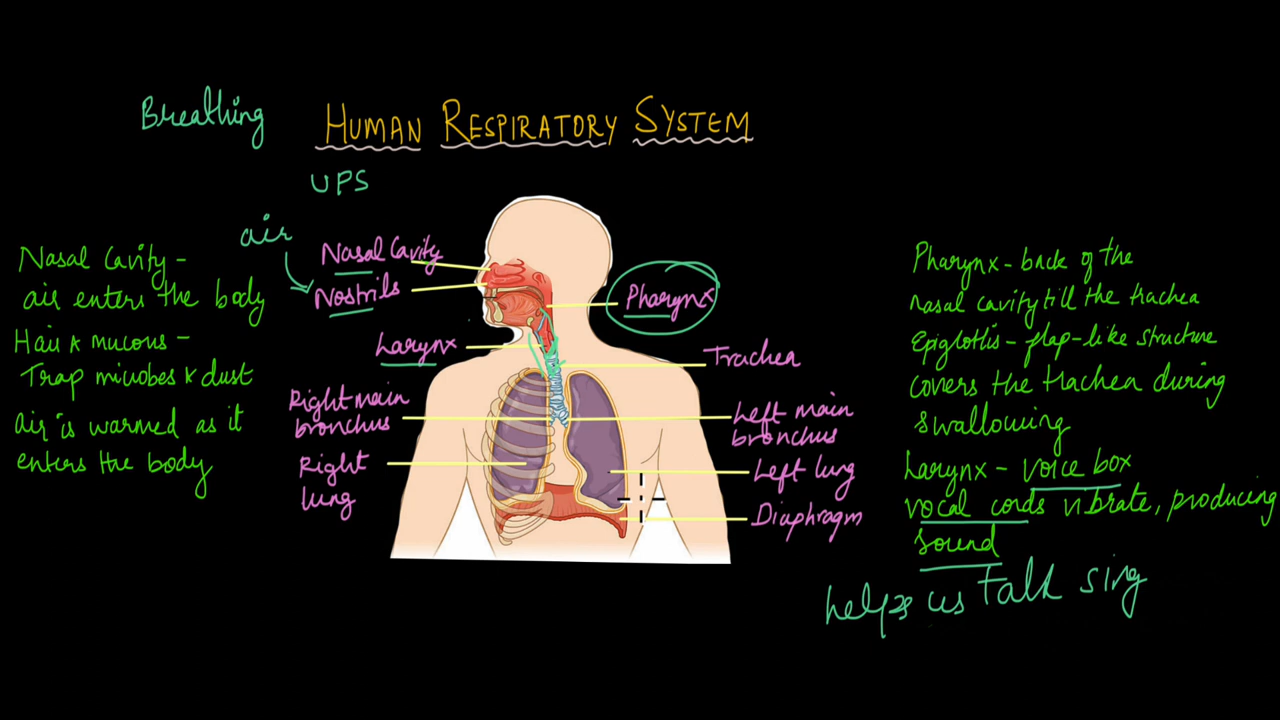 Breathing
HUMAN RESPIRATORY SYSTEM
UPS
air
Nasal Cavity -
air enters the body
Hair & mucous -
Trap microbes & dust
air is warmed as it
enters the body
Nasal Cavity
Nostrils
Larynx
Right main
bronchus
Right
lung
Pharynx
Trachea
Left main
bronchus
Left lung
Diaphragm
Pharynx - back of the
nasal cavity till the trachea
Epiglottis - flap-like structure
covers the trachea during
swallowing
Larynx - voice box
vocal cords vibrate, producing
sound
helps us talk sing